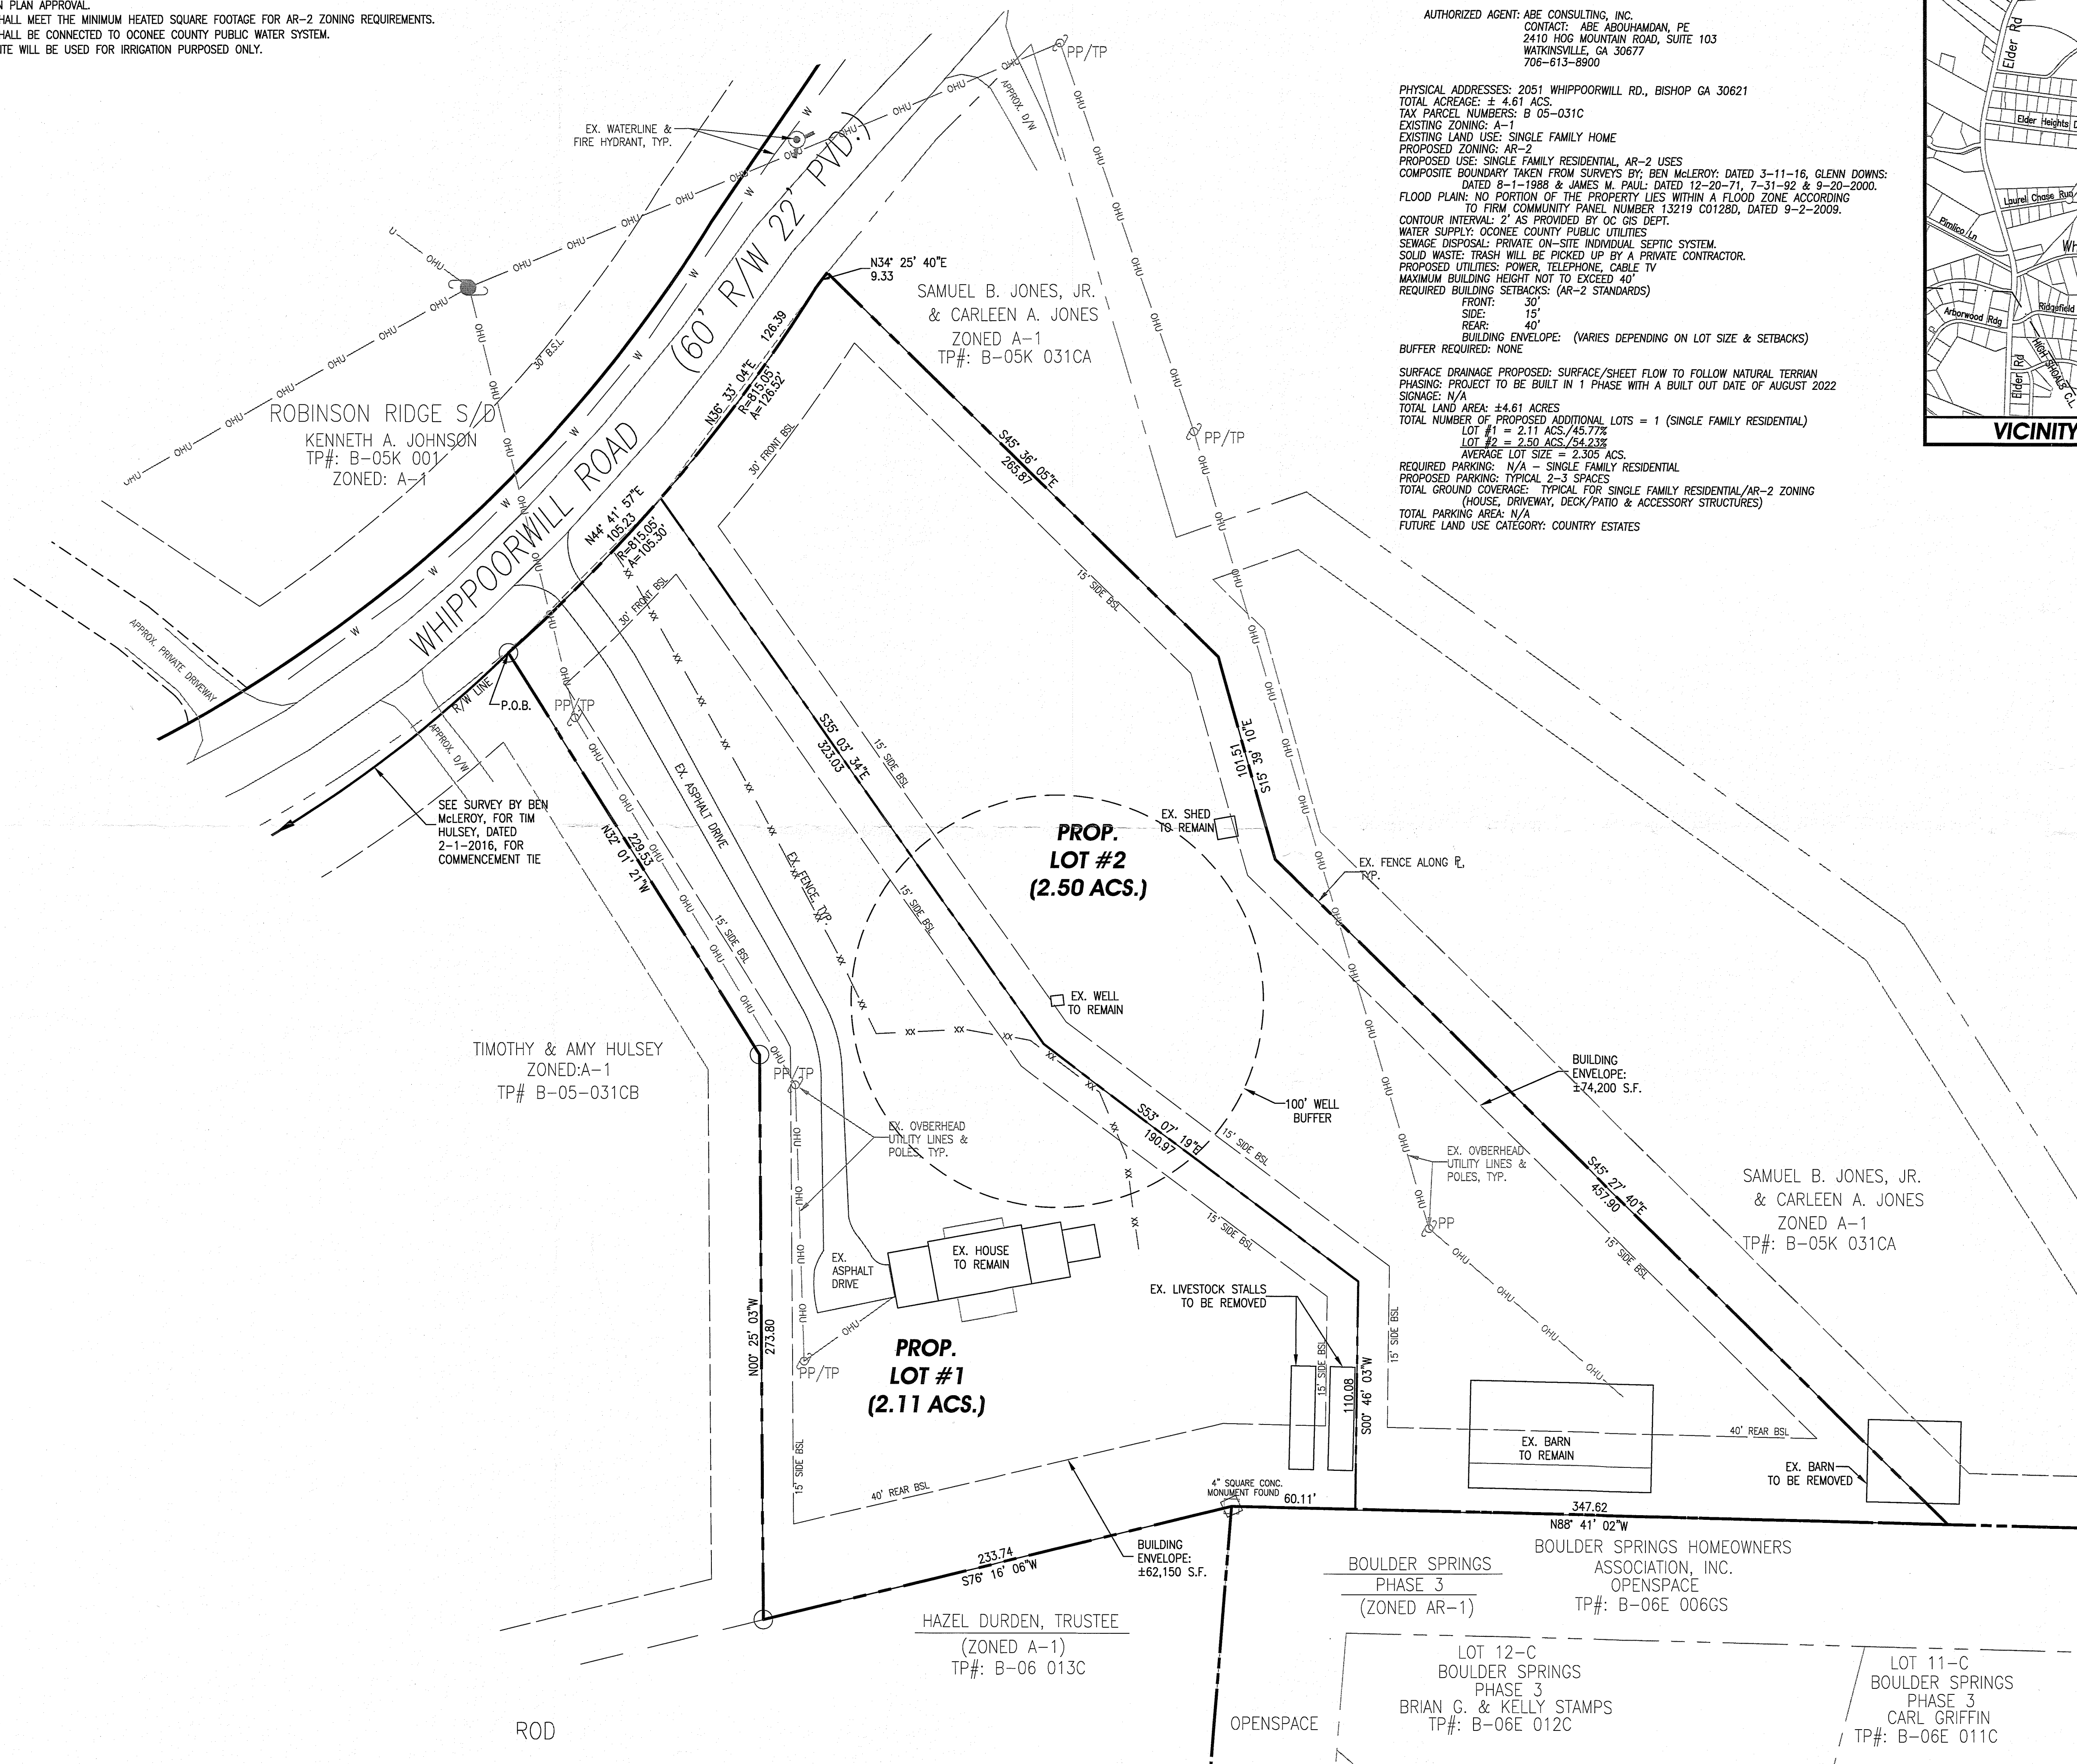 N PLAN APPROVAL.
HALL MEET THE MINIMUM HEATED SQUARE FOOTAGE FOR AR-2 ZONING REQUIREMENTS.
HALL BE CONNECTED TO OCONEE COUNTY PUBLIC WATER SYSTEM.
ITE WILL BE USED FOR IRRIGATION PURPOSED ONLY.
AUTHORIZED AGENT: ABE CONSULTING, INC.
CONTACT: ABE ABOUHAMDAN, PE
2410 HOG MOUNTAIN ROAD, SUITE 103
WATKINSVILLE, GA 30677
706-613-8900
PHYSICAL ADDRESSES: 2051 WHIPPOORWILL RD., BISHOP GA 30621
TOTAL ACREAGE: ± 4.61 ACS.
TAX PARCEL NUMBERS: B 05-031C
EXISTING ZONING: A-1
EXISTING LAND USE: SINGLE FAMILY HOME
PROPOSED ZONING: AR-2
PROPOSED USE: SINGLE FAMILY RESIDENTIAL, AR-2 USES
COMPOSITE BOUNDARY TAKEN FROM SURVEYS BY; BEN McLEROY: DATED 3-11-16, GLENN DOWNS:
DATED 8-1-1988 & JAMES M. PAUL: DATED 12-20-71, 7-31-92 & 9-20-2000.
FLOOD PLAIN: NO PORTION OF THE PROPERTY LIES WITHIN A FLOOD ZONE ACCORDING
TO FIRM COMMUNITY PANEL NUMBER 13219 C0128D, DATED 9-2-2009.
CONTOUR INTERVAL: 2' AS PROVIDED BY OC GIS DEPT.
WATER SUPPLY: OCONEE COUNTY PUBLIC UTILITIES
SEWAGE DISPOSAL: PRIVATE ON-SITE INDIVIDUAL SEPTIC SYSTEM.
SOLID WASTE: TRASH WILL BE PICKED UP BY A PRIVATE CONTRACTOR.
PROPOSED UTILITIES: POWER, TELEPHONE, CABLE TV
MAXIMUM BUILDING HEIGHT NOT TO EXCEED 40'
REQUIRED BUILDING SETBACKS: (AR-2 STANDARDS)
FRONT: 30'
SIDE: 15'
REAR: 40'
BUILDING ENVELOPE: (VARIES DEPENDING ON LOT SIZE & SETBACKS)
BUFFER REQUIRED: NONE
SURFACE DRAINAGE PROPOSED: SURFACE/SHEET FLOW TO FOLLOW NATURAL TERRIAN
PHASING: PROJECT TO BE BUILT IN 1 PHASE WITH A BUILT OUT DATE OF AUGUST 2022
SIGNAGE: N/A
TOTAL LAND AREA: ±4.61 ACRES
TOTAL NUMBER OF PROPOSED ADDITIONAL LOTS = 1 (SINGLE FAMILY RESIDENTIAL)
LOT #1 = 2.11 ACS./45.77%
LOT #2 = 2.50 ACS./54.23%
AVERAGE LOT SIZE = 2.305 ACS.
REQUIRED PARKING: N/A - SINGLE FAMILY RESIDENTIAL
PROPOSED PARKING: TYPICAL 2-3 SPACES
TOTAL GROUND COVERAGE: TYPICAL FOR SINGLE FAMILY RESIDENTIAL/AR-2 ZONING
(HOUSE, DRIVEWAY, DECK/PATIO & ACCESSORY STRUCTURES)
TOTAL PARKING AREA: N/A
FUTURE LAND USE CATEGORY: COUNTRY ESTATES
Elder Rd
Elder Heights D
Laurel Chase Run
Pimlico Ln
Wh
Ridgefield
Arborwood Rdg
HIGH SHOALS C.L.
Elder Rd
VICINITY
PP/TP
APPROX. D/W
EX. WATERLINE &
FIRE HYDRANT, TYP.
WHIPPOORWILL ROAD (60' R/W 22' PVD.)
30' B.S.L
ROBINSON RIDGE S/D
KENNETH A. JOHNSON
TP#: B-05K 001
ZONED: A-1
N34° 25' 40"E
9.33
SAMUEL B. JONES, JR.
& CARLEEN A. JONES
ZONED A-1
TP#: B-05K 031CA
126.39
N36° 33' 04"E
R=815.05'
A=126.52'
30' FRONT BSL
N44° 41' 57"E
105.23
R=815.05'
A=105.30'
30' FRONT BSL
S45° 36' 05"E
265.87
15' SIDE BSL
PP/TP
APPROX. PRIVATE DRIVEWAY
R/W LINE
P.O.B.
PP/TP
APPROX. D/W
SEE SURVEY BY BEN
McLEROY, FOR TIM
HULSEY, DATED
2-1-2016, FOR
COMMENCEMENT TIE
229.53
N32° 01' 21"W
EX. ASPHALT DRIVE
EX. FENCE, TYP.
15' SIDE BSL
S35° 03' 34"E
323.03
15' SIDE BSL
15' SIDE BSL
101.51
S15° 39' 10"E
EX. SHED
TO REMAIN
PROP.
LOT #2
(2.50 ACS.)
EX. FENCE ALONG PL,
TYP.
EX. WELL
TO REMAIN
TIMOTHY & AMY HULSEY
ZONED:A-1
TP# B-05-031CB
PP/TP
EX. OVBERHEAD
UTILITY LINES &
POLES, TYP.
100' WELL
BUFFER
S53° 07' 19"E
190.97
15' SIDE BSL
15' SIDE BSL
BUILDING
ENVELOPE:
±74,200 S.F.
EX. OVBERHEAD
UTILITY LINES &
POLES, TYP.
PP
S45° 27' 40"E
457.90
15' SIDE BSL
SAMUEL B. JONES, JR.
& CARLEEN A. JONES
ZONED A-1
TP#: B-05K 031CA
EX.
ASPHALT
DRIVE
EX. HOUSE
TO REMAIN
EX. LIVESTOCK STALLS
TO BE REMOVED
N00° 25' 03"W
273.80
PP/TP
PROP.
LOT #1
(2.11 ACS.)
15' SIDE BSL
15' SIDE BSL
15' SIDE BSL
110.08
S00° 46' 03"W
EX. BARN
TO REMAIN
40' REAR BSL
EX. BARN
TO BE REMOVED
40' REAR BSL
4" SQUARE CONC.
MONUMENT FOUND
60.11'
347.62
N88° 41' 02"W
233.74
S76° 16' 06"W
BUILDING
ENVELOPE:
±62,150 S.F.
BOULDER SPRINGS
PHASE 3
(ZONED AR-1)
BOULDER SPRINGS HOMEOWNERS
ASSOCIATION, INC.
OPENSPACE
TP#: B-06E 006GS
HAZEL DURDEN, TRUSTEE
(ZONED A-1)
TP#: B-06 013C
LOT 12-C
BOULDER SPRINGS
PHASE 3
BRIAN G. & KELLY STAMPS
TP#: B-06E 012C
LOT 11-C
BOULDER SPRINGS
PHASE 3
CARL GRIFFIN
TP#: B-06E 011C
OPENSPACE
ROD